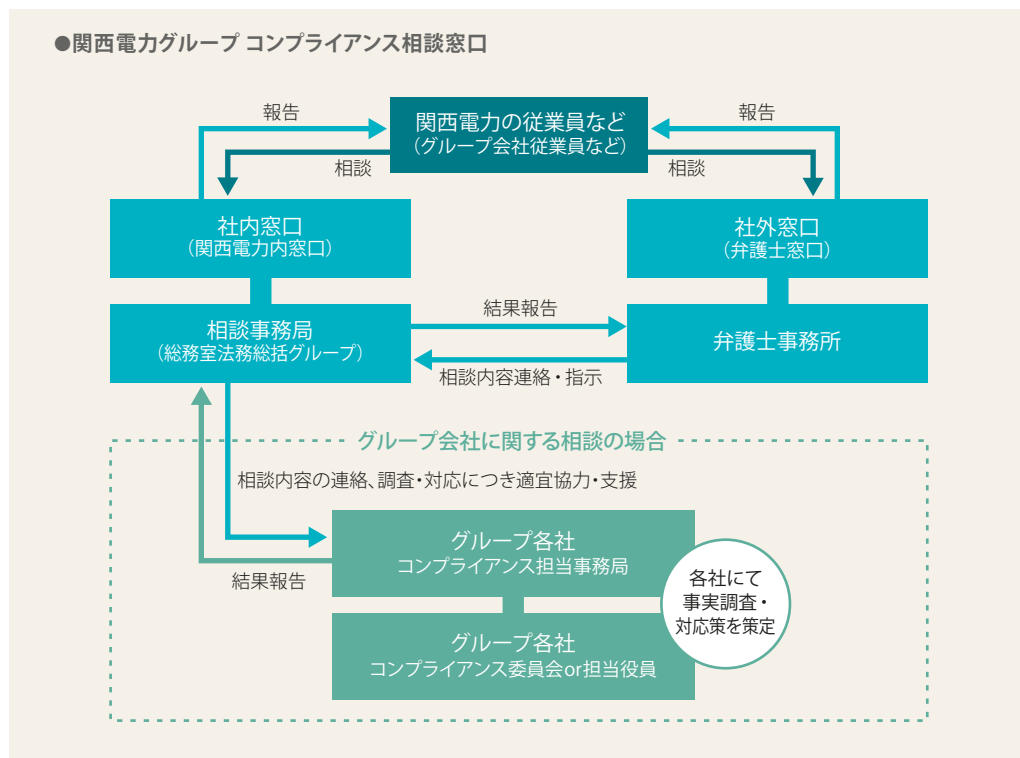 ●関西電力グループ コンプライアンス相談窓口
報告
関西電力の従業員など
(グループ会社従業員など)
報告
相談
相談
社内窓口
(関西電力内窓口)
社外窓口
(弁護士窓口)
結果報告
相談事務局
(総務室法務総括グループ)
弁護士事務所
相談内容連絡・指示
グループ会社に関する相談の場合
相談内容の連絡、調査・対応につき適宜協力・支援
グループ各社
コンプライアンス担当事務局
結果報告
各社にて
事実調査・
対応策を策定
グループ各社
コンプライアンス委員会or担当役員